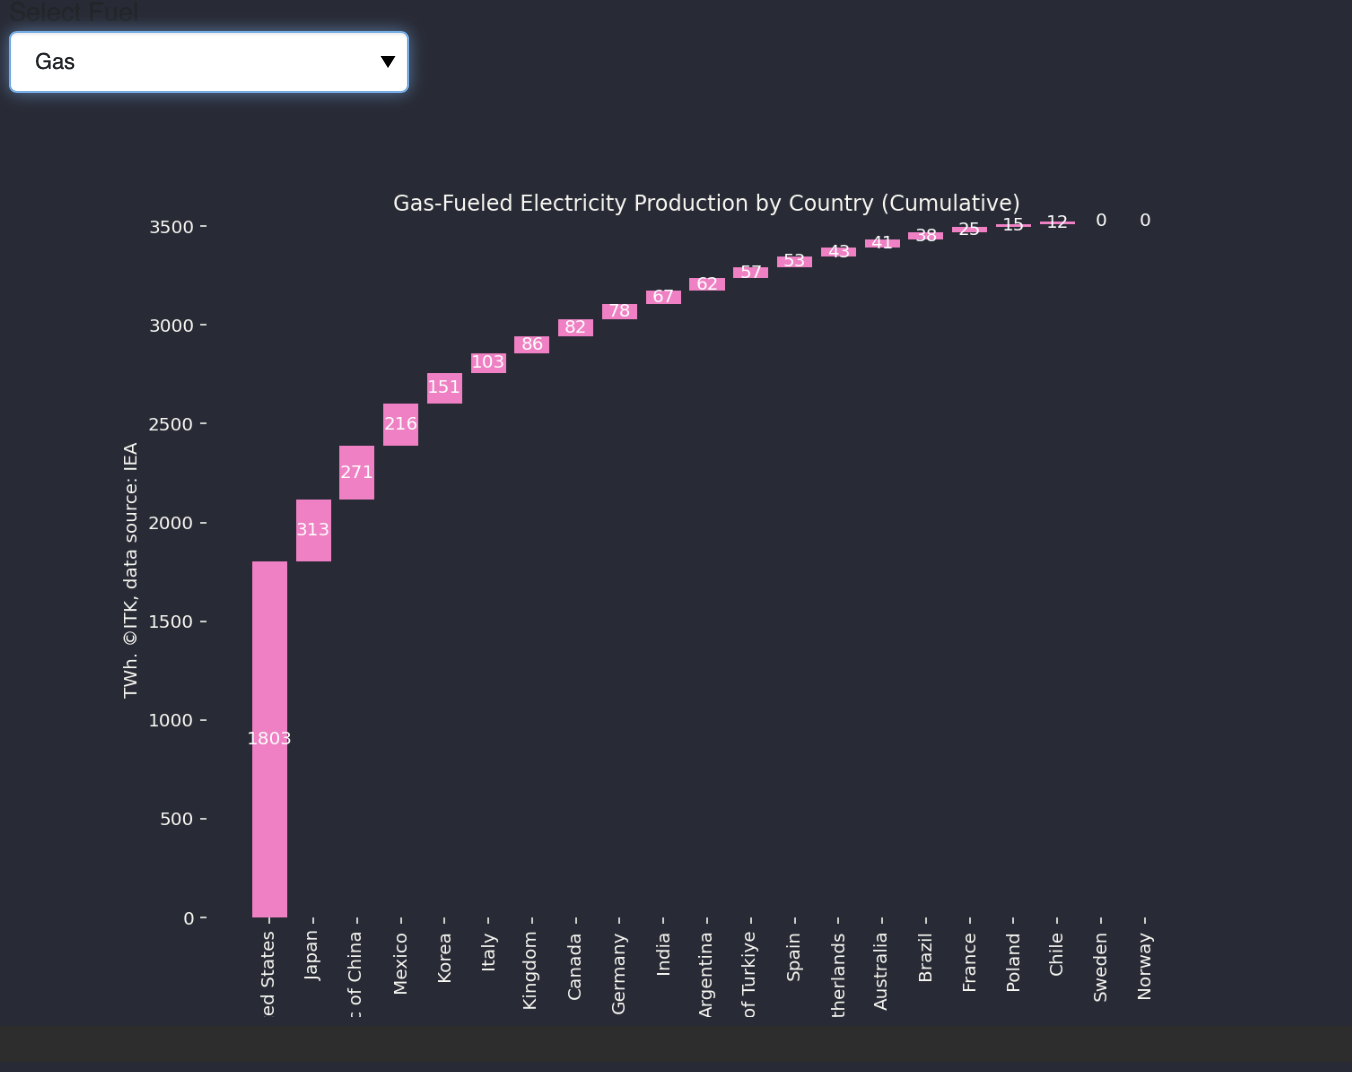 Select Fuel
Gas
Gas-Fueled Electricity Production by Country (Cumulative)
TWh. ©ITK, data source: IEA
3500
3000
2500
2000
1500
1000
500
0
1803
313
271
216
151
103
86
82
78
67
62
57
53
43
41
38
25
15
12
0
0
ed States
Japan
of China
Mexico
Korea
Italy
Kingdom
Canada
Germany
India
Argentina
of Turkiye
Spain
therlands
Australia
Brazil
France
Poland
Chile
Sweden
Norway